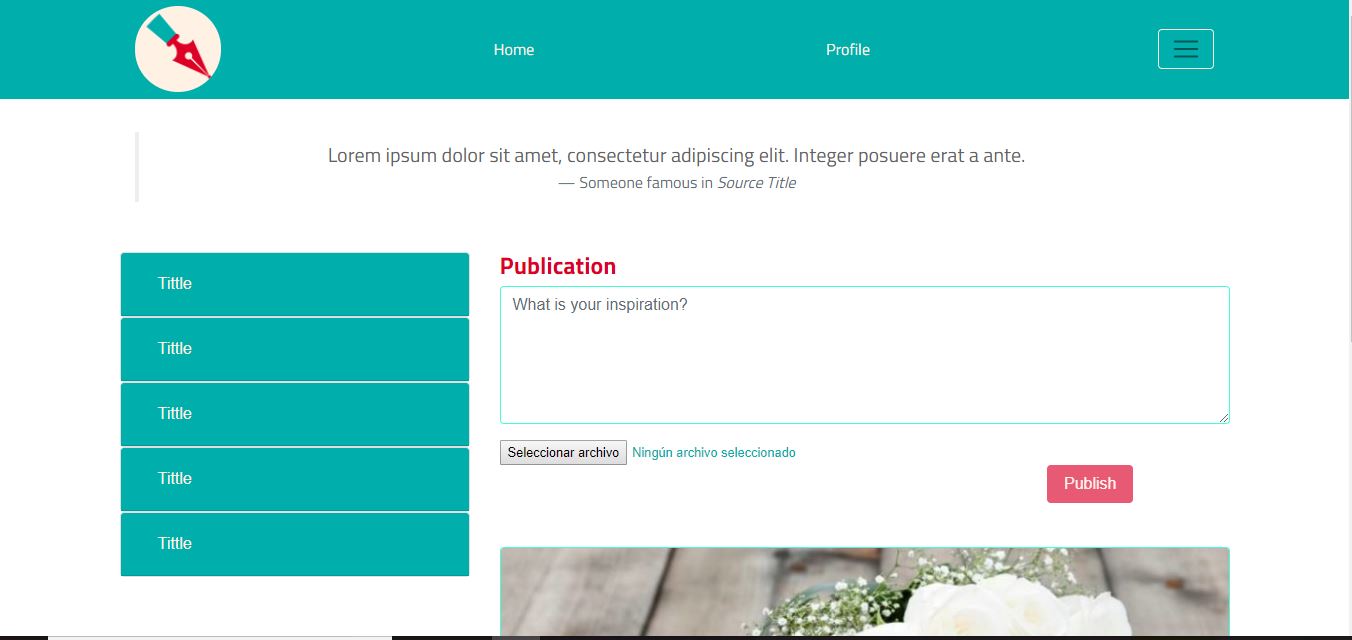 Home Profile
Lorem ipsum dolor sit amet, consectetur adipiscing elit. Integer posuere erat a ante.
— Someone famous in Source Title
Tittle
Tittle
Tittle
Tittle
Tittle
Publication
What is your inspiration?
Seleccionar archivo Ningún archivo seleccionado
Publish